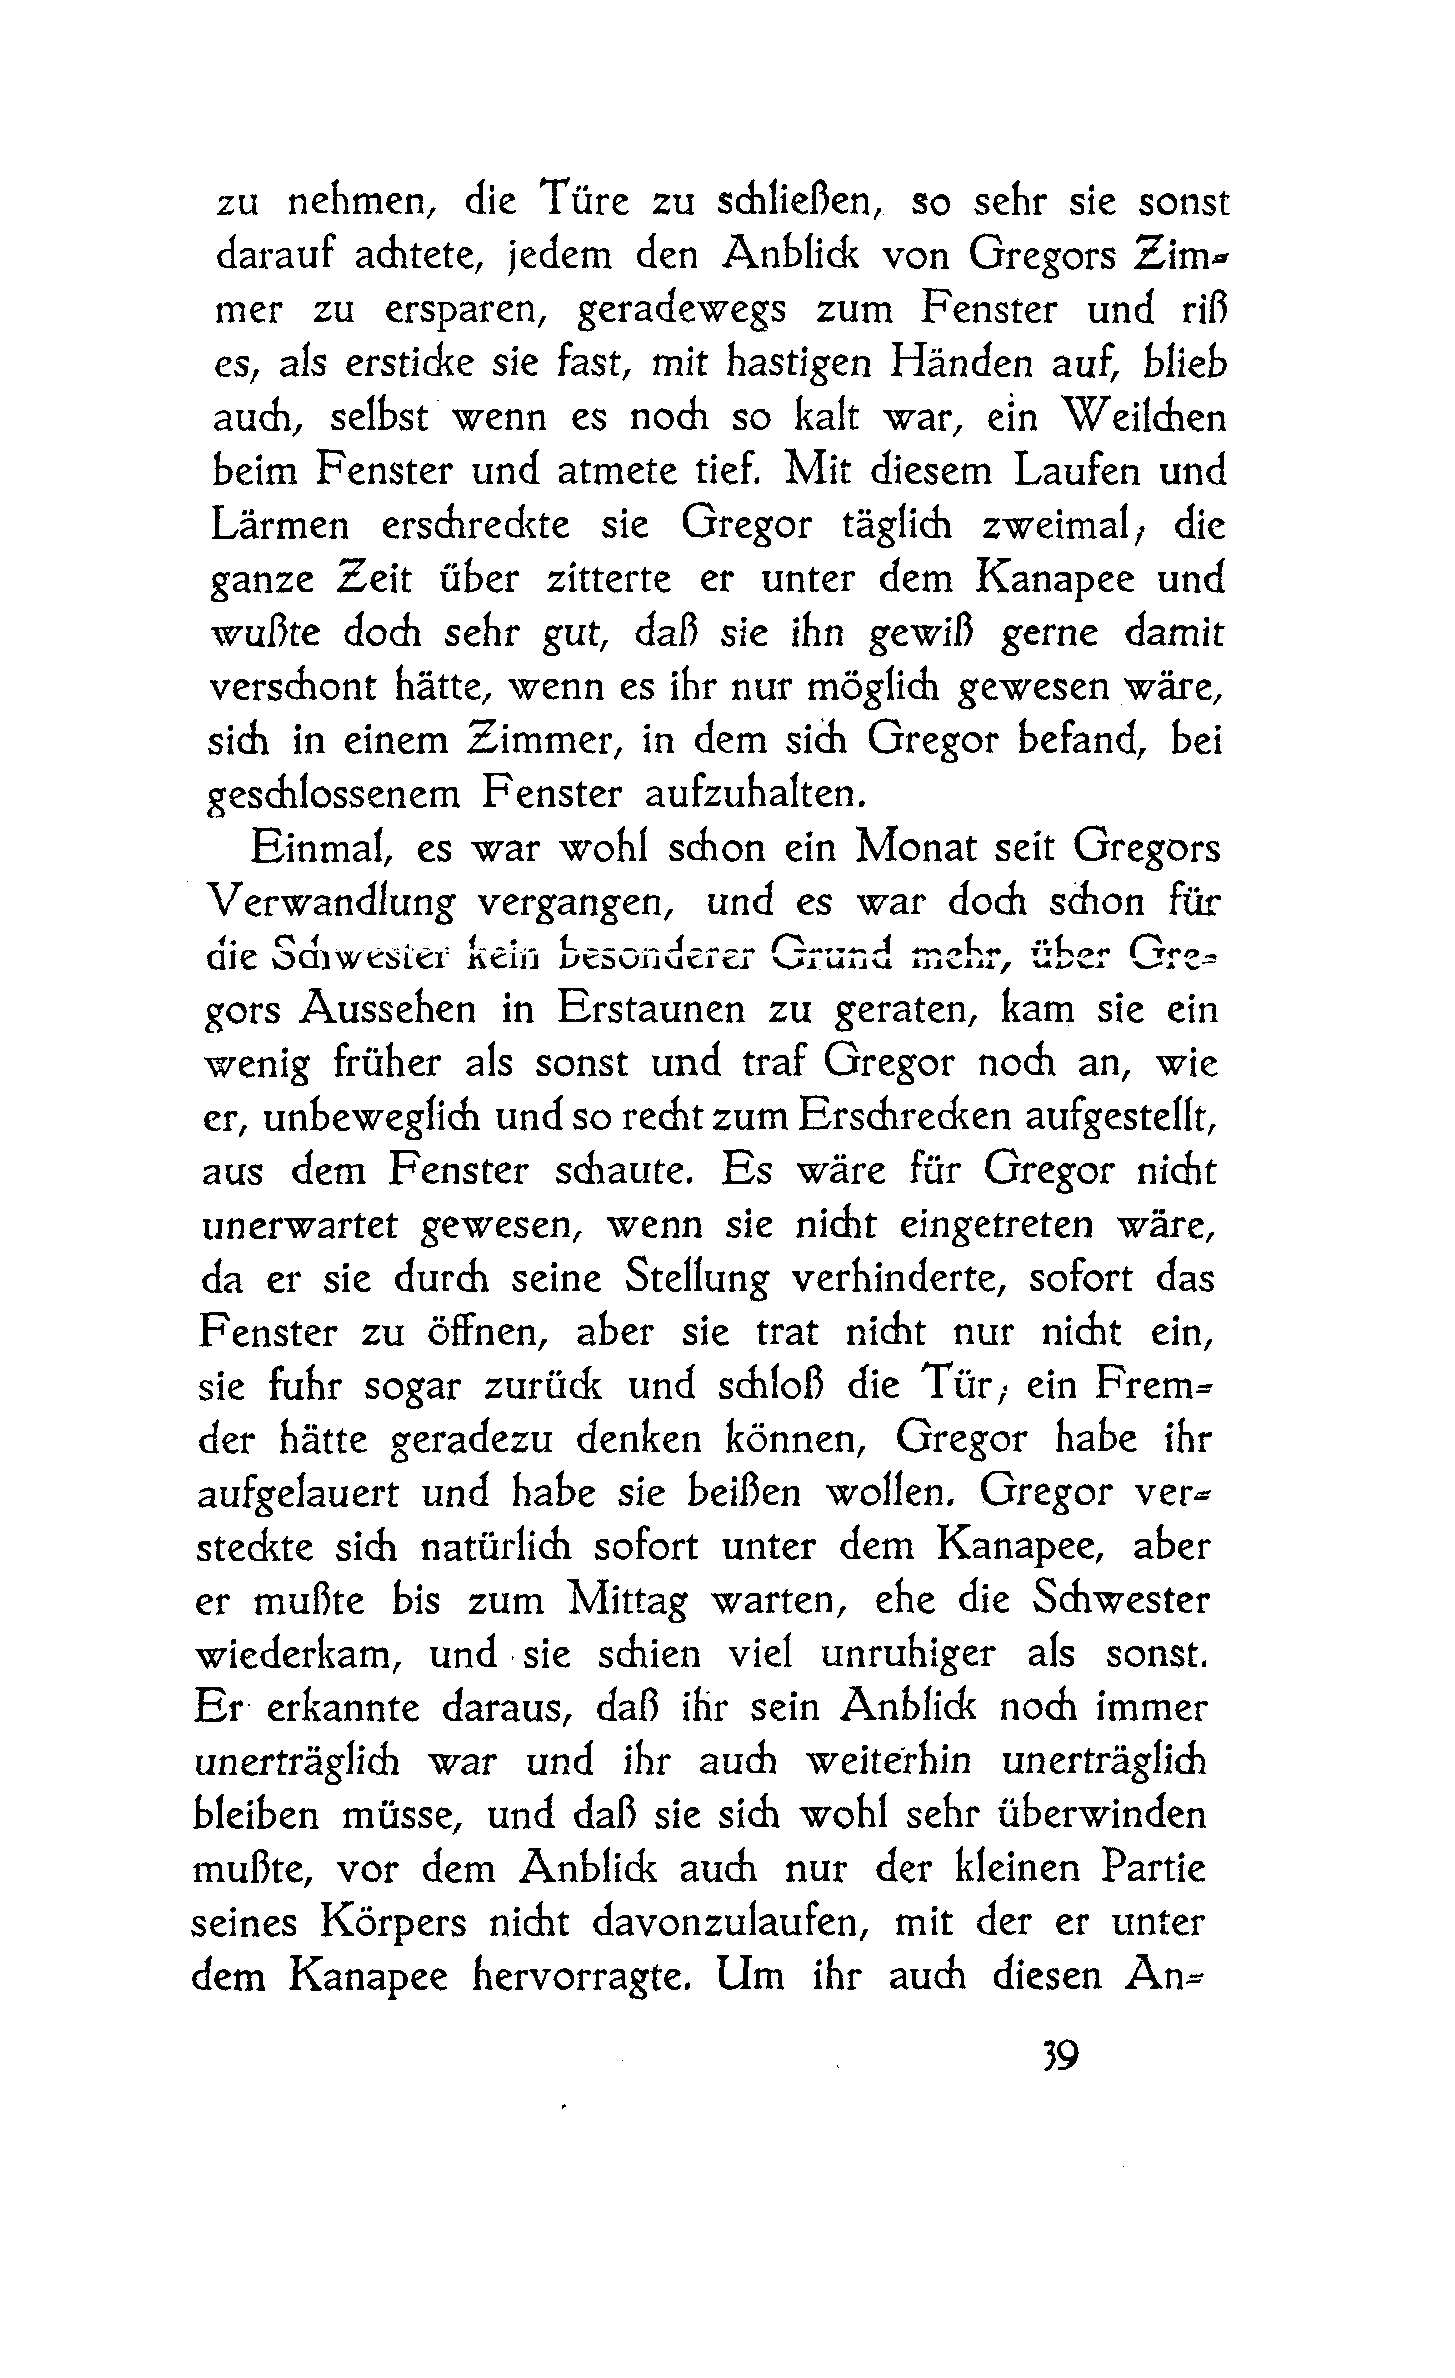 zu nehmen, die Türe zu schließen, so sehr sie sonst
darauf achtete, jedem den Anblick von Gregors Zim-
mer zu ersparen, geradewegs zum Fenster und riß
es, als ersticke sie fast, mit hastigen Händen auf, blieb
auch, selbst wenn es noch so kalt war, ein Weilchen
beim Fenster und atmete tief. Mit diesem Laufen und
Lärmen erschreckte sie Gregor täglich zweimal; die
ganze Zeit über zitterte er unter dem Kanapee und
wußte doch sehr gut, daß sie ihn gewiß gerne damit
verschont hätte, wenn es ihr nur möglich gewesen wäre,
sich in einem Zimmer, in dem sich Gregor befand, bei
geschlossenem Fenster aufzuhalten.
Einmal, es war wohl schon ein Monat seit Gregors
Verwandlung vergangen, und es war doch schon für
die Schwester kein besonderer Grund mehr, über Gre-
gors Aussehen in Erstaunen zu geraten, kam sie ein
wenig früher als sonst und traf Gregor noch an, wie
er, unbeweglich und so recht zum Erschrecken aufgestellt,
aus dem Fenster schaute. Es wäre für Gregor nicht
unerwartet gewesen, wenn sie nicht eingetreten wäre,
da er sie durch seine Stellung verhinderte, sofort das
Fenster zu öffnen, aber sie trat nicht nur nicht ein,
sie fuhr sogar zurück und schloß die Tür; ein Frem-
der hätte geradezu denken können, Gregor habe ihr
aufgelauert und habe sie beißen wollen. Gregor ver-
steckte sich natürlich sofort unter dem Kanapee, aber
er mußte bis zum Mittag warten, ehe die Schwester
wiederkam, und sie schien viel unruhiger als sonst.
Er erkannte daraus, daß ihr sein Anblick noch immer
unerträglich war und ihr auch weiterhin unerträglich
bleiben müsse, und daß sie sich wohl sehr überwinden
mußte, vor dem Anblick auch nur der kleinen Partie
seines Körpers nicht davonzulaufen, mit der er unter
dem Kanapee hervorragte. Um ihr auch diesen An-
39